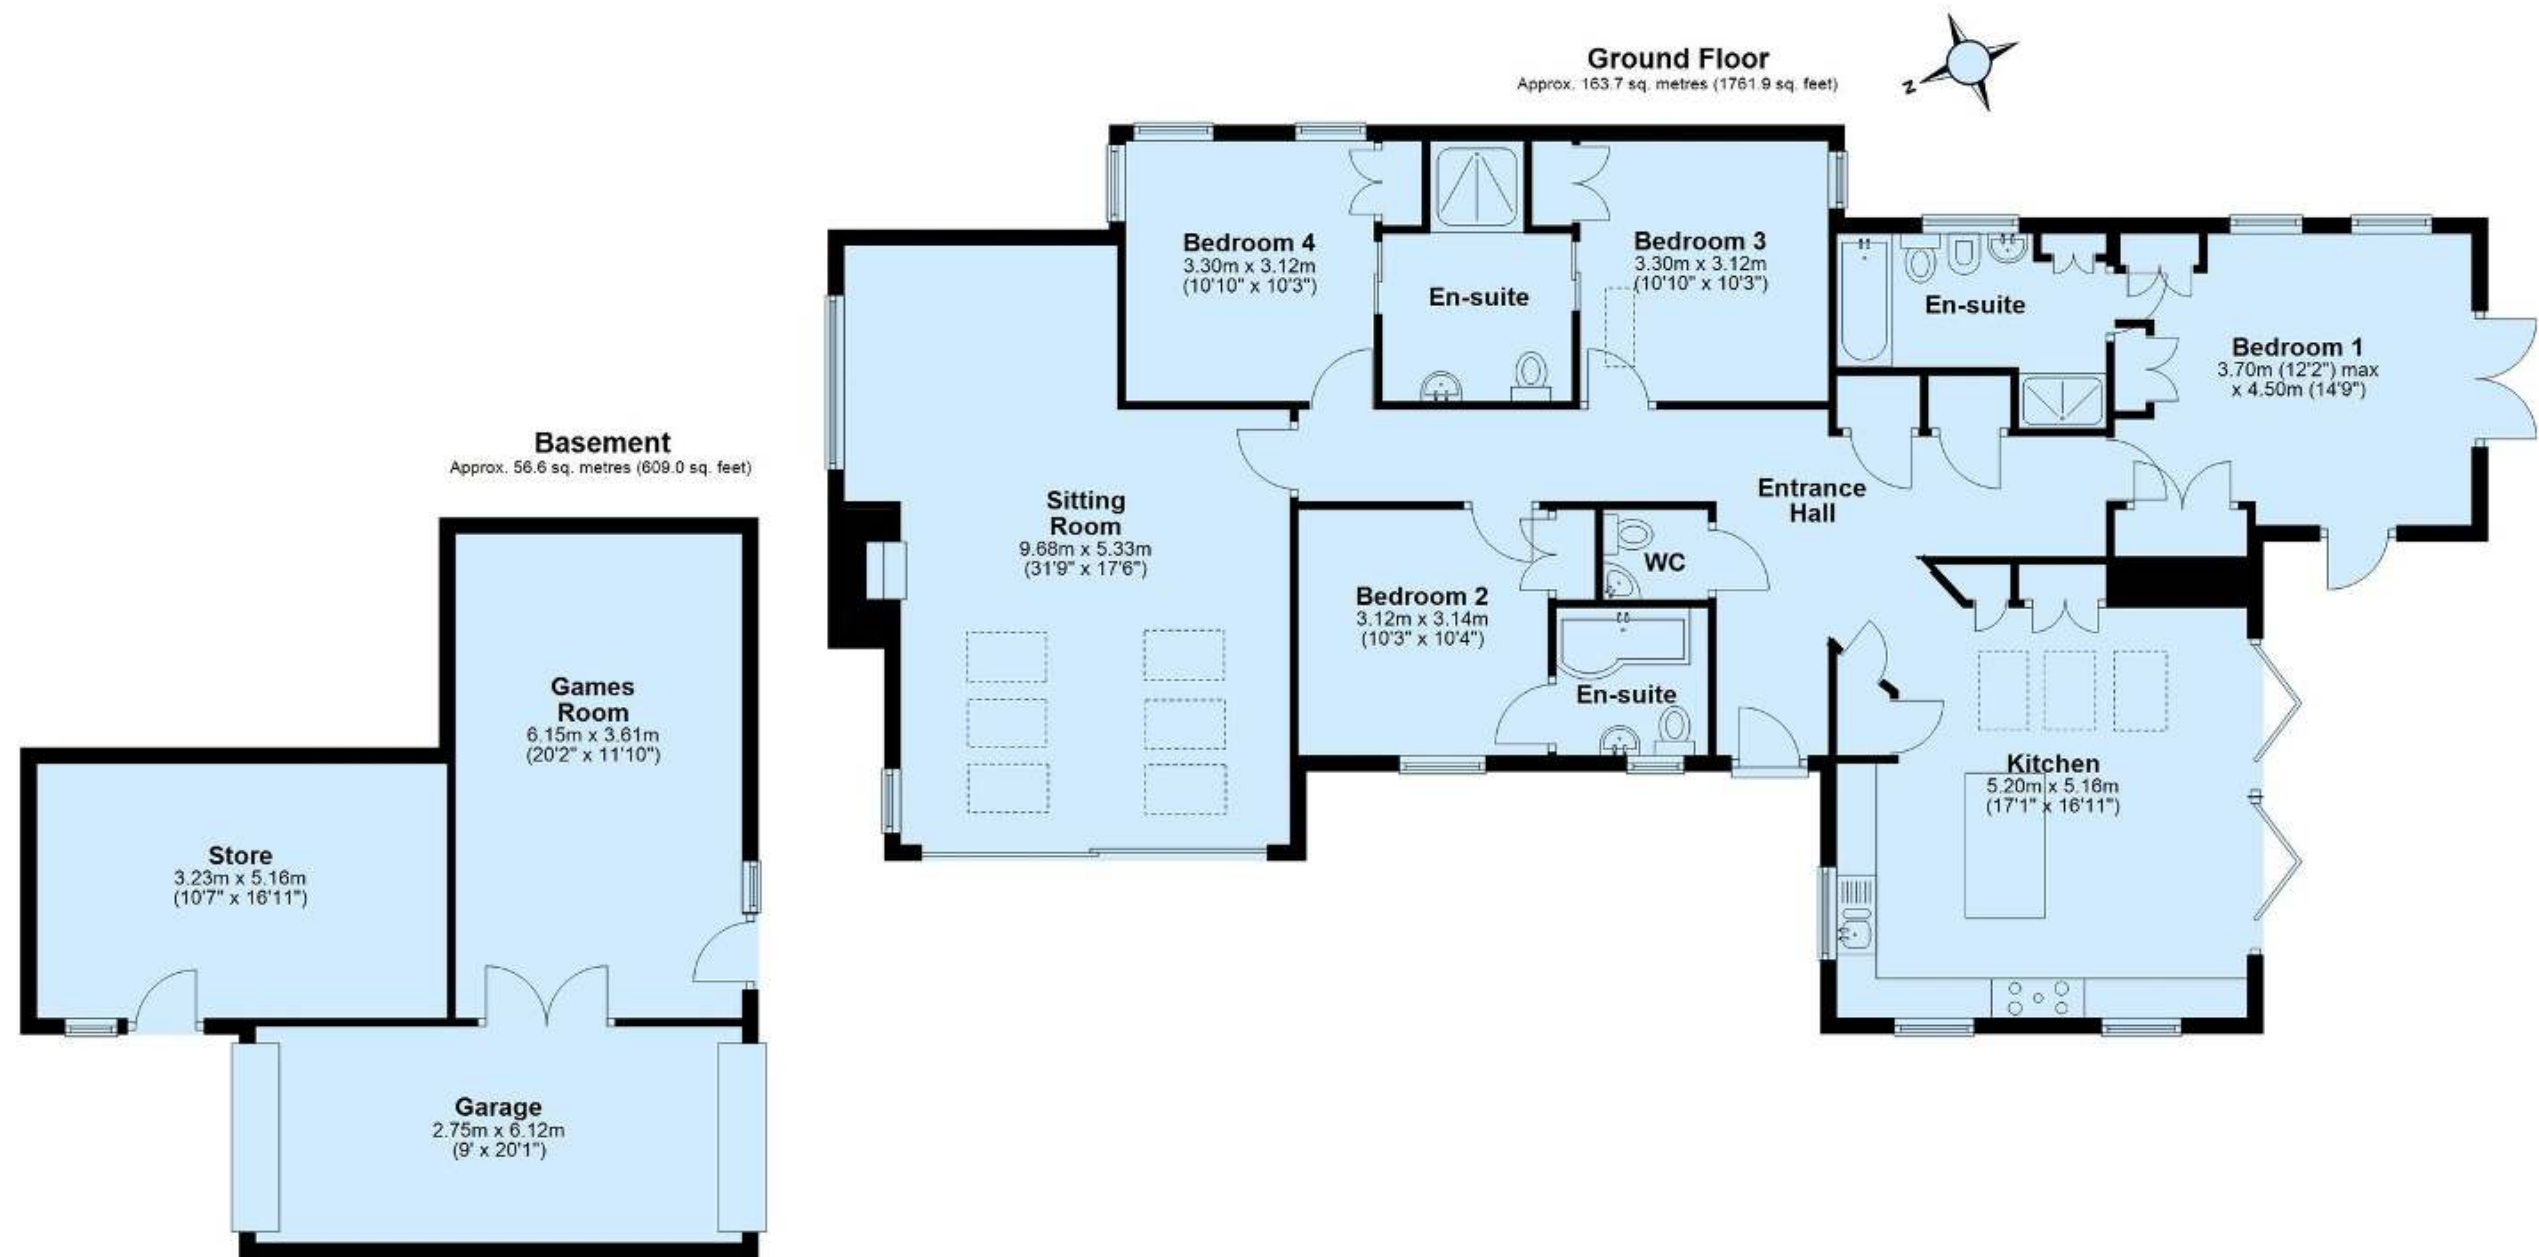 Ground Floor
Approx. 163.7 sq. metres (1761.9 sq. feet)
N
Bedroom 4
3.30m x 3.12m
(10'10" x 10'3")
En-suite
Bedroom 3
3.30m x 3.12m
(10'10" x 10'3")
En-suite
Bedroom 1
3.70m (12'2") max
x 4.50m (14'9")
Sitting
Room
9.68m x 5.33m
(31'9" x 17'6")
Entrance
Hall
WC
Bedroom 2
3.12m x 3.14m
(10'3" x 10'4")
En-suite
Kitchen
5.20m x 5.16m
(17'1" x 16'11")
Basement
Approx. 56.6 sq. metres (609.0 sq. feet)
Games
Room
6.15m x 3.61m
(20'2" x 11'10")
Store
3.23m x 5.16m
(10'7" x 16'11")
Garage
2.75m x 6.12m
(9' x 20'1")